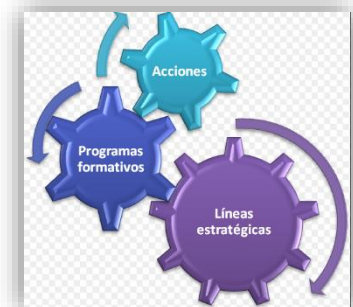 Acciones
Programas
formativos
Líneas
estratégicas